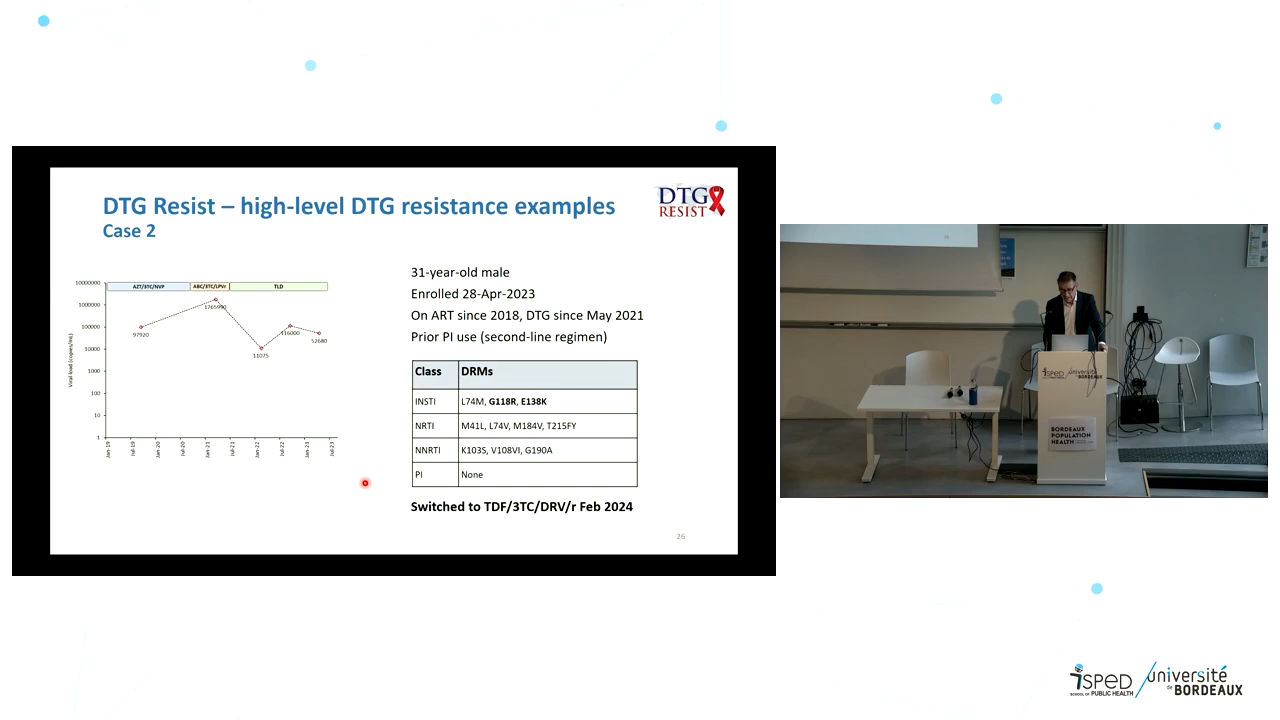 DTG Resist – high-level DTG resistance examples
Case 2
DTG
RESIST
AZT/3TC/NVP
ABC/3TC/LPVr
TLD
Viral load (copies/mL)
10000000
1000000
100000
10000
1000
100
10
1
97920
1765990
11075
116000
52680
Jan-19
Jul-19
Jan-20
Jul-20
Jan-21
Jul-21
Jan-22
Jul-22
Jan-23
Jul-23
31-year-old male
Enrolled 28-Apr-2023
On ART since 2018, DTG since May 2021
Prior PI use (second-line regimen)
Class DRMs
INSTI L74M, G118R, E138K
NRTI M41L, L74V, M184V, T215FY
NNRTI K103S, V108VI, G190A
PI None
Switched to TDF/3TC/DRV/r Feb 2024
26
ISPED
université
de BORDEAUX
BORDEAUX
POPULATION
HEALTH
ISPED
SCHOOL OF PUBLIC HEALTH
université
de BORDEAUX